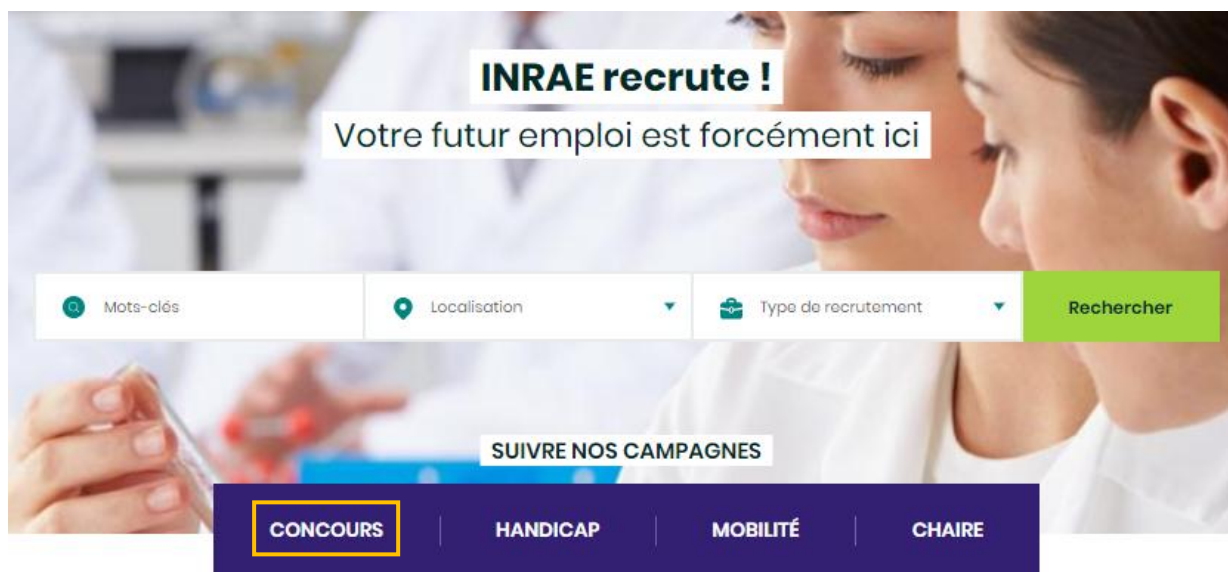 INRAE recrute !
Votre futur emploi est forcément ici
Mots-clés Localisation Type de recrutement Rechercher
SUIVRE NOS CAMPAGNES
CONCOURS HANDICAP MOBILITÉ CHAIRE